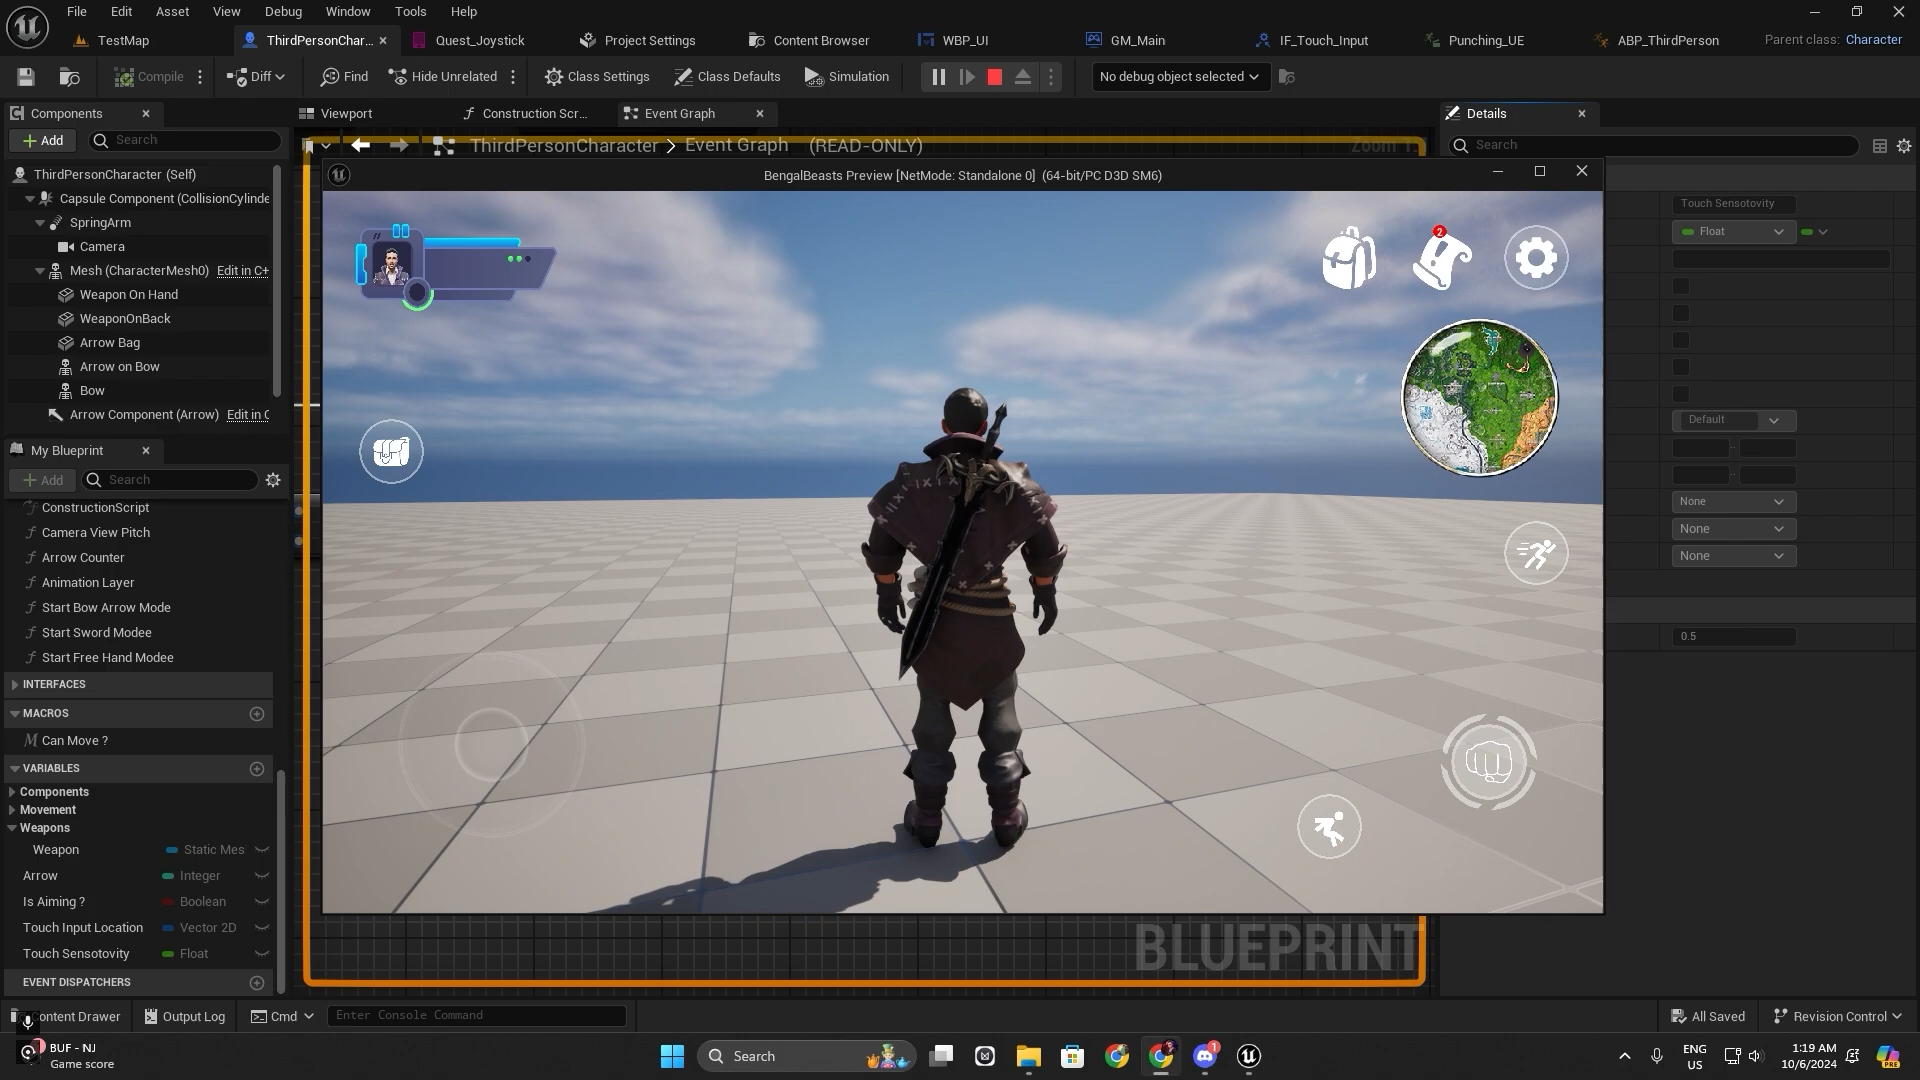 File Edit Asset View Debug Window Tools Help
TestMap ThirdPersonChar... Quest_Joystick Project Settings Content Browser WBP_UI GM_Main IF_Touch_Input Punching_UE ABP_ThirdPerson Parent class: Character
Compile Diff Find Hide Unrelated Class Settings Class Defaults Simulation No debug object selected
Components Viewport Construction Scr... Event Graph Details
Add Search ThirdPersonCharacter > Event Graph (READ-ONLY) Search
ThirdPersonCharacter (Self) BengalBeasts Preview [NetMode: Standalone 0] (64-bit/PC D3D SM6)
Capsule Component (CollisionCylinde
SpringArm
Camera
Mesh (CharacterMesh0) Edit in C+
Weapon On Hand
WeaponOnBack
Arrow Bag
Arrow on Bow
Bow
Arrow Component (Arrow) Edit in C
2
Touch Sensotovity
Float
Default
None
None
None
0.5
My Blueprint
Add Search
ConstructionScript
Camera View Pitch
Arrow Counter
Animation Layer
Start Bow Arrow Mode
Start Sword Modee
Start Free Hand Modee
INTERFACES
MACROS
Can Move ?
VARIABLES
Components
Movement
Weapons
Weapon Static Mes
Arrow Integer
Is Aiming ? Boolean
Touch Input Location Vector 2D
Touch Sensotovity Float
EVENT DISPATCHERS
BLUEPRINT
ontent Drawer Output Log Cmd Enter Console Command All Saved Revision Control
BUF - NJ
Game score
Search
1
ENG
US
1:19 AM
10/6/2024
PRE